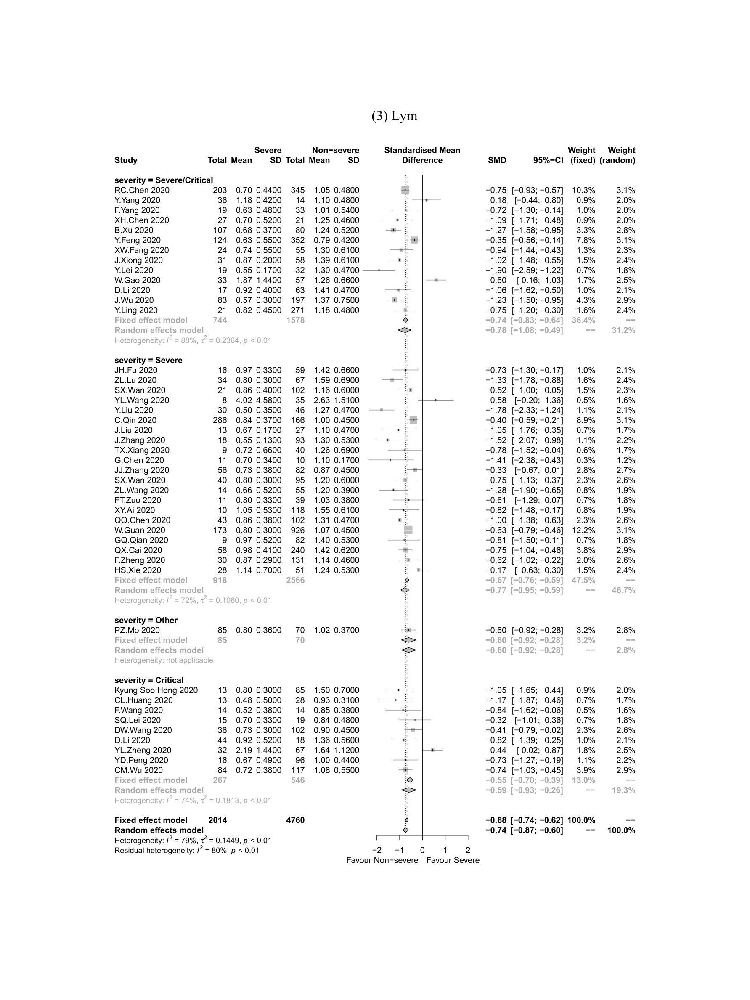 (3) Lym
Severe Non−severe Standardised Mean Weight Weight
Study Total Mean SD Total Mean SD Difference SMD 95%−CI (fixed) (random)
severity = Severe/Critical
RC.Chen 2020 203 0.70 0.4400 345 1.05 0.4800 −0.75 [−0.93; −0.57] 10.3% 3.1%
Y.Yang 2020 36 1.18 0.4200 14 1.10 0.4800 0.18 [−0.44; 0.80] 0.9% 2.0%
F.Yang 2020 19 0.63 0.4800 33 1.01 0.5400 −0.72 [−1.30; −0.14] 1.0% 2.0%
XH.Chen 2020 27 0.70 0.5200 21 1.25 0.4600 −1.09 [−1.71; −0.48] 0.9% 2.0%
B.Xu 2020 107 0.68 0.3700 80 1.24 0.5200 −1.27 [−1.58; −0.95] 3.3% 2.8%
Y.Feng 2020 124 0.63 0.5500 352 0.79 0.4200 −0.35 [−0.56; −0.14] 7.8% 3.1%
XW.Fang 2020 24 0.74 0.5500 55 1.30 0.6100 −0.94 [−1.44; −0.43] 1.3% 2.3%
J.Xiong 2020 31 0.87 0.2000 58 1.39 0.6100 −1.02 [−1.48; −0.55] 1.5% 2.4%
Y.Lei 2020 19 0.55 0.1700 32 1.30 0.4700 −1.90 [−2.59; −1.22] 0.7% 1.8%
W.Gao 2020 33 1.87 1.4400 57 1.26 0.6600 0.60 [ 0.16; 1.03] 1.7% 2.5%
D.Li 2020 17 0.92 0.4000 63 1.41 0.4700 −1.06 [−1.62; −0.50] 1.0% 2.1%
J.Wu 2020 83 0.57 0.3000 197 1.37 0.7500 −1.23 [−1.50; −0.95] 4.3% 2.9%
Y.Ling 2020 21 0.82 0.4500 271 1.18 0.4800 −0.75 [−1.20; −0.30] 1.6% 2.4%
Fixed effect model 744 1578 −0.74 [−0.83; −0.64] 36.4% −−
Random effects model −0.78 [−1.08; −0.49] −− 31.2%
Heterogeneity: I² = 88%, τ² = 0.2364, p < 0.01
severity = Severe
JH.Fu 2020 16 0.97 0.3300 59 1.42 0.6600 −0.73 [−1.30; −0.17] 1.0% 2.1%
ZL.Lu 2020 34 0.80 0.3000 67 1.59 0.6900 −1.33 [−1.78; −0.88] 1.6% 2.4%
SX.Wan 2020 21 0.86 0.4000 102 1.16 0.6000 −0.52 [−1.00; −0.05] 1.5% 2.3%
YL.Wang 2020 8 4.02 4.5800 35 2.63 1.5100 0.58 [−0.20; 1.36] 0.5% 1.6%
Y.Liu 2020 30 0.50 0.3500 46 1.27 0.4700 −1.78 [−2.33; −1.24] 1.1% 2.1%
C.Qin 2020 286 0.84 0.3700 166 1.00 0.4500 −0.40 [−0.59; −0.21] 8.9% 3.1%
J.Liu 2020 13 0.67 0.1700 27 1.10 0.4700 −1.05 [−1.76; −0.35] 0.7% 1.7%
J.Zhang 2020 18 0.55 0.1300 93 1.30 0.5300 −1.52 [−2.07; −0.98] 1.1% 2.2%
TX.Xiang 2020 9 0.72 0.6600 40 1.26 0.6900 −0.78 [−1.52; −0.04] 0.6% 1.7%
G.Chen 2020 11 0.70 0.3400 10 1.10 0.1700 −1.41 [−2.38; −0.43] 0.3% 1.2%
JJ.Zhang 2020 56 0.73 0.3800 82 0.87 0.4500 −0.33 [−0.67; 0.01] 2.8% 2.7%
SX.Wan 2020 40 0.80 0.3000 95 1.20 0.6000 −0.75 [−1.13; −0.37] 2.3% 2.6%
ZL.Wang 2020 14 0.66 0.5200 55 1.20 0.3900 −1.28 [−1.90; −0.65] 0.8% 1.9%
FT.Zuo 2020 11 0.80 0.3300 39 1.03 0.3800 −0.61 [−1.29; 0.07] 0.7% 1.8%
XY.Ai 2020 10 1.05 0.5300 118 1.55 0.6100 −0.82 [−1.48; −0.17] 0.8% 1.9%
QQ.Chen 2020 43 0.86 0.3800 102 1.31 0.4700 −1.00 [−1.38; −0.63] 2.3% 2.6%
W.Guan 2020 173 0.80 0.3000 926 1.07 0.4500 −0.63 [−0.79; −0.46] 12.2% 3.1%
GQ.Qian 2020 9 0.97 0.5200 82 1.40 0.5300 −0.81 [−1.50; −0.11] 0.7% 1.8%
QX.Cai 2020 58 0.98 0.4100 240 1.42 0.6200 −0.75 [−1.04; −0.46] 3.8% 2.9%
F.Zheng 2020 30 0.87 0.2900 131 1.14 0.4600 −0.62 [−1.02; −0.22] 2.0% 2.6%
HS.Xie 2020 28 1.14 0.7000 51 1.24 0.5300 −0.17 [−0.63; 0.30] 1.5% 2.4%
Fixed effect model 918 2566 −0.67 [−0.76; −0.59] 47.5% −−
Random effects model −0.77 [−0.95; −0.59] −− 46.7%
Heterogeneity: I² = 72%, τ² = 0.1060, p < 0.01
severity = Other
PZ.Mo 2020 85 0.80 0.3600 70 1.02 0.3700 −0.60 [−0.92; −0.28] 3.2% 2.8%
Fixed effect model 85 70 −0.60 [−0.92; −0.28] 3.2% −−
Random effects model −0.60 [−0.92; −0.28] −− 2.8%
Heterogeneity: not applicable
severity = Critical
Kyung Soo Hong 2020 13 0.80 0.3000 85 1.50 0.7000 −1.05 [−1.65; −0.44] 0.9% 2.0%
CL.Huang 2020 13 0.48 0.5000 28 0.93 0.3100 −1.17 [−1.87; −0.46] 0.7% 1.7%
F.Wang 2020 14 0.52 0.3800 14 0.85 0.3800 −0.84 [−1.62; −0.06] 0.5% 1.6%
SQ.Lei 2020 15 0.70 0.3300 19 0.84 0.4800 −0.32 [−1.01; 0.36] 0.7% 1.8%
DW.Wang 2020 36 0.73 0.3000 102 0.90 0.4500 −0.41 [−0.79; −0.02] 2.3% 2.6%
D.Li 2020 44 0.92 0.5200 18 1.36 0.5600 −0.82 [−1.39; −0.25] 1.0% 2.1%
YL.Zheng 2020 32 2.19 1.4400 67 1.64 1.1200 0.44 [ 0.02; 0.87] 1.8% 2.5%
YD.Peng 2020 16 0.67 0.4900 96 1.00 0.4400 −0.73 [−1.27; −0.19] 1.1% 2.2%
CM.Wu 2020 84 0.72 0.3800 117 1.08 0.5500 −0.74 [−1.03; −0.45] 3.9% 2.9%
Fixed effect model 267 546 −0.55 [−0.70; −0.39] 13.0% −−
Random effects model −0.59 [−0.93; −0.26] −− 19.3%
Heterogeneity: I² = 74%, τ² = 0.1813, p < 0.01
Fixed effect model 2014 4760 −0.68 [−0.74; −0.62] 100.0% −−
Random effects model −0.74 [−0.87; −0.60] −− 100.0%
Heterogeneity: I² = 79%, τ² = 0.1449, p < 0.01
Residual heterogeneity: I² = 80%, p < 0.01
−2 −1 0 1 2
Favour Non−severe Favour Severe